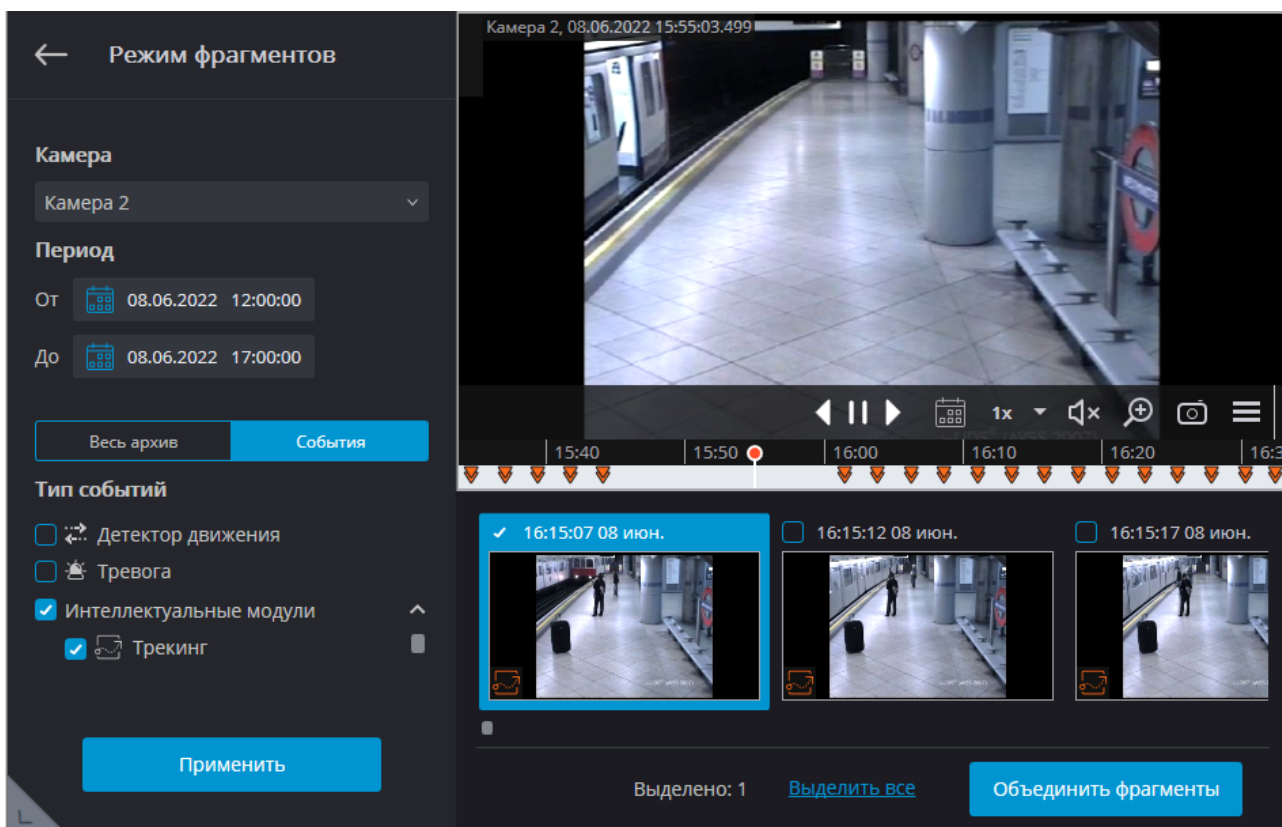 Режим фрагментов
Камера
Камера 2
Период
От 08.06.2022 12:00:00
До 08.06.2022 17:00:00
Весь архив События
Тип событий
Детектор движения
Тревога
Интеллектуальные модули
Трекинг
Применить
Камера 2, 08.06.2022 15:55:03.499
1x
15:40 15:50 16:00 16:10 16:20 16:3
16:15:07 08 июн. 16:15:12 08 июн. 16:15:17 08 июн.
Выделено: 1 Выделить все Объединить фрагменты